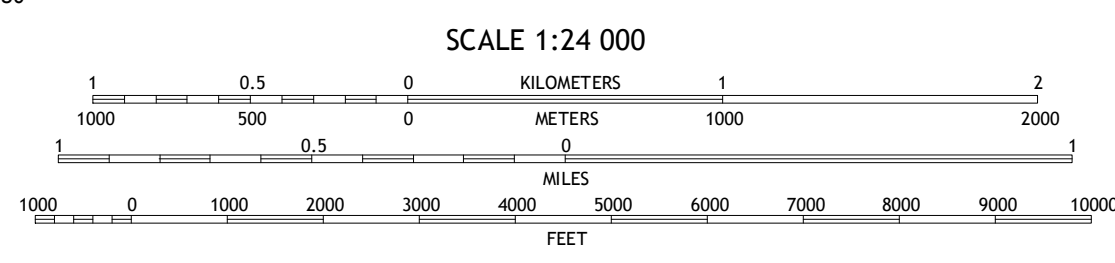 SCALE 1:24 000
1 0.5 0 KILOMETERS 1 2
1000 500 0 METERS 1000 2000
1 0.5 0 1
MILES
1000 0 1000 2000 3000 4000 5000 6000 7000 8000 9000 10000
FEET